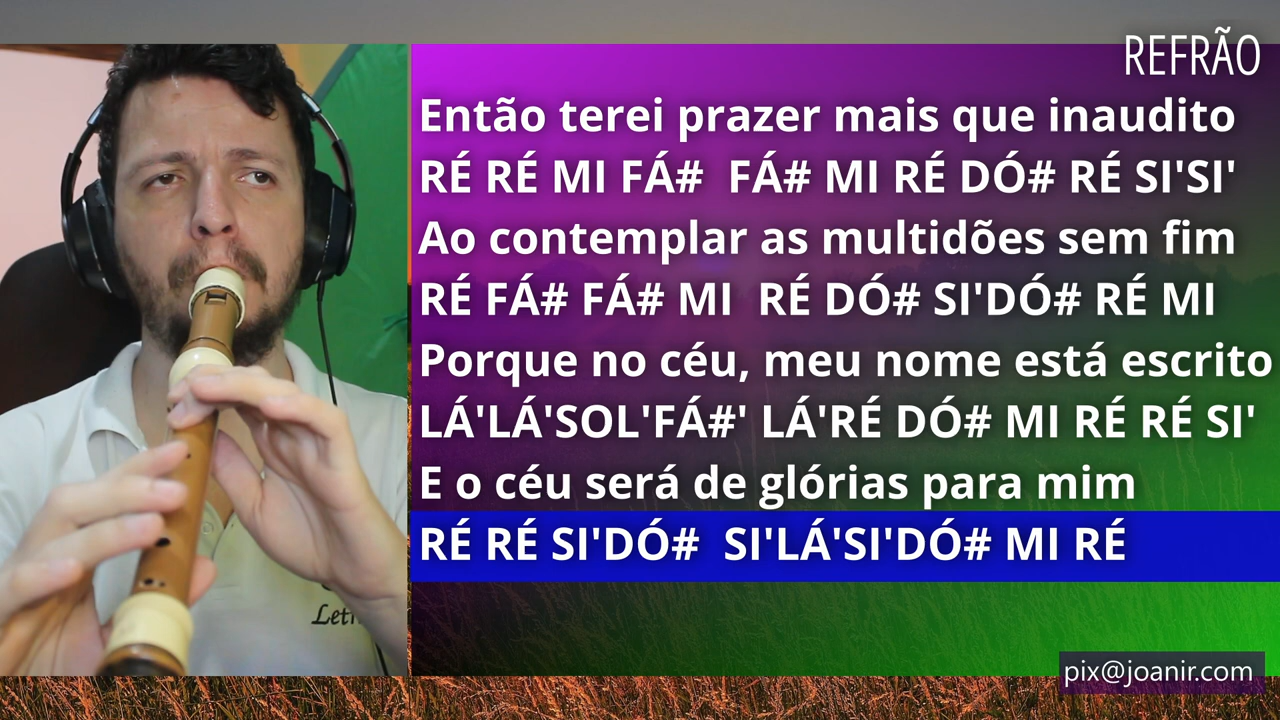 REFRÃO
Então terei prazer mais que inaudito
RÉ RÉ MI FÁ# FÁ# MI RÉ DÓ# RÉ SI'SI'
Ao contemplar as multidões sem fim
RÉ FÁ# FÁ# MI RÉ DÓ# SI'DÓ# RÉ MI
Porque no céu, meu nome está escrito
LÁ'LÁ'SOL'FÁ#' LÁ'RÉ DÓ# MI RÉ RÉ SI'
E o céu será de glórias para mim
RÉ RÉ SI'DÓ# SI'LÁ'SI'DÓ# MI RÉ
pix@joanir.com